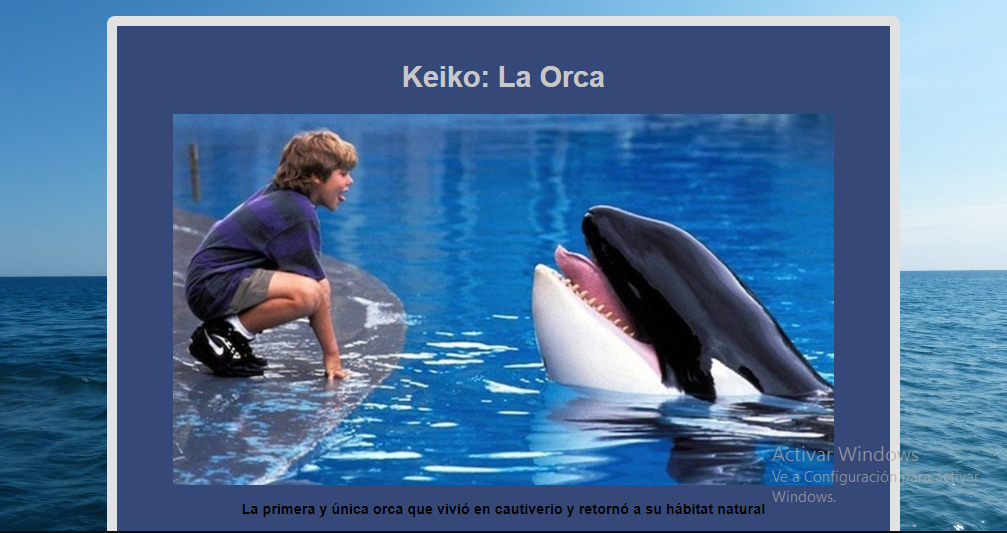 Keiko: La Orca
La primera y única orca que vivió en cautiverio y retornó a su hábitat natural
Activar Windows
Ve a Configuración para activar
Windows.